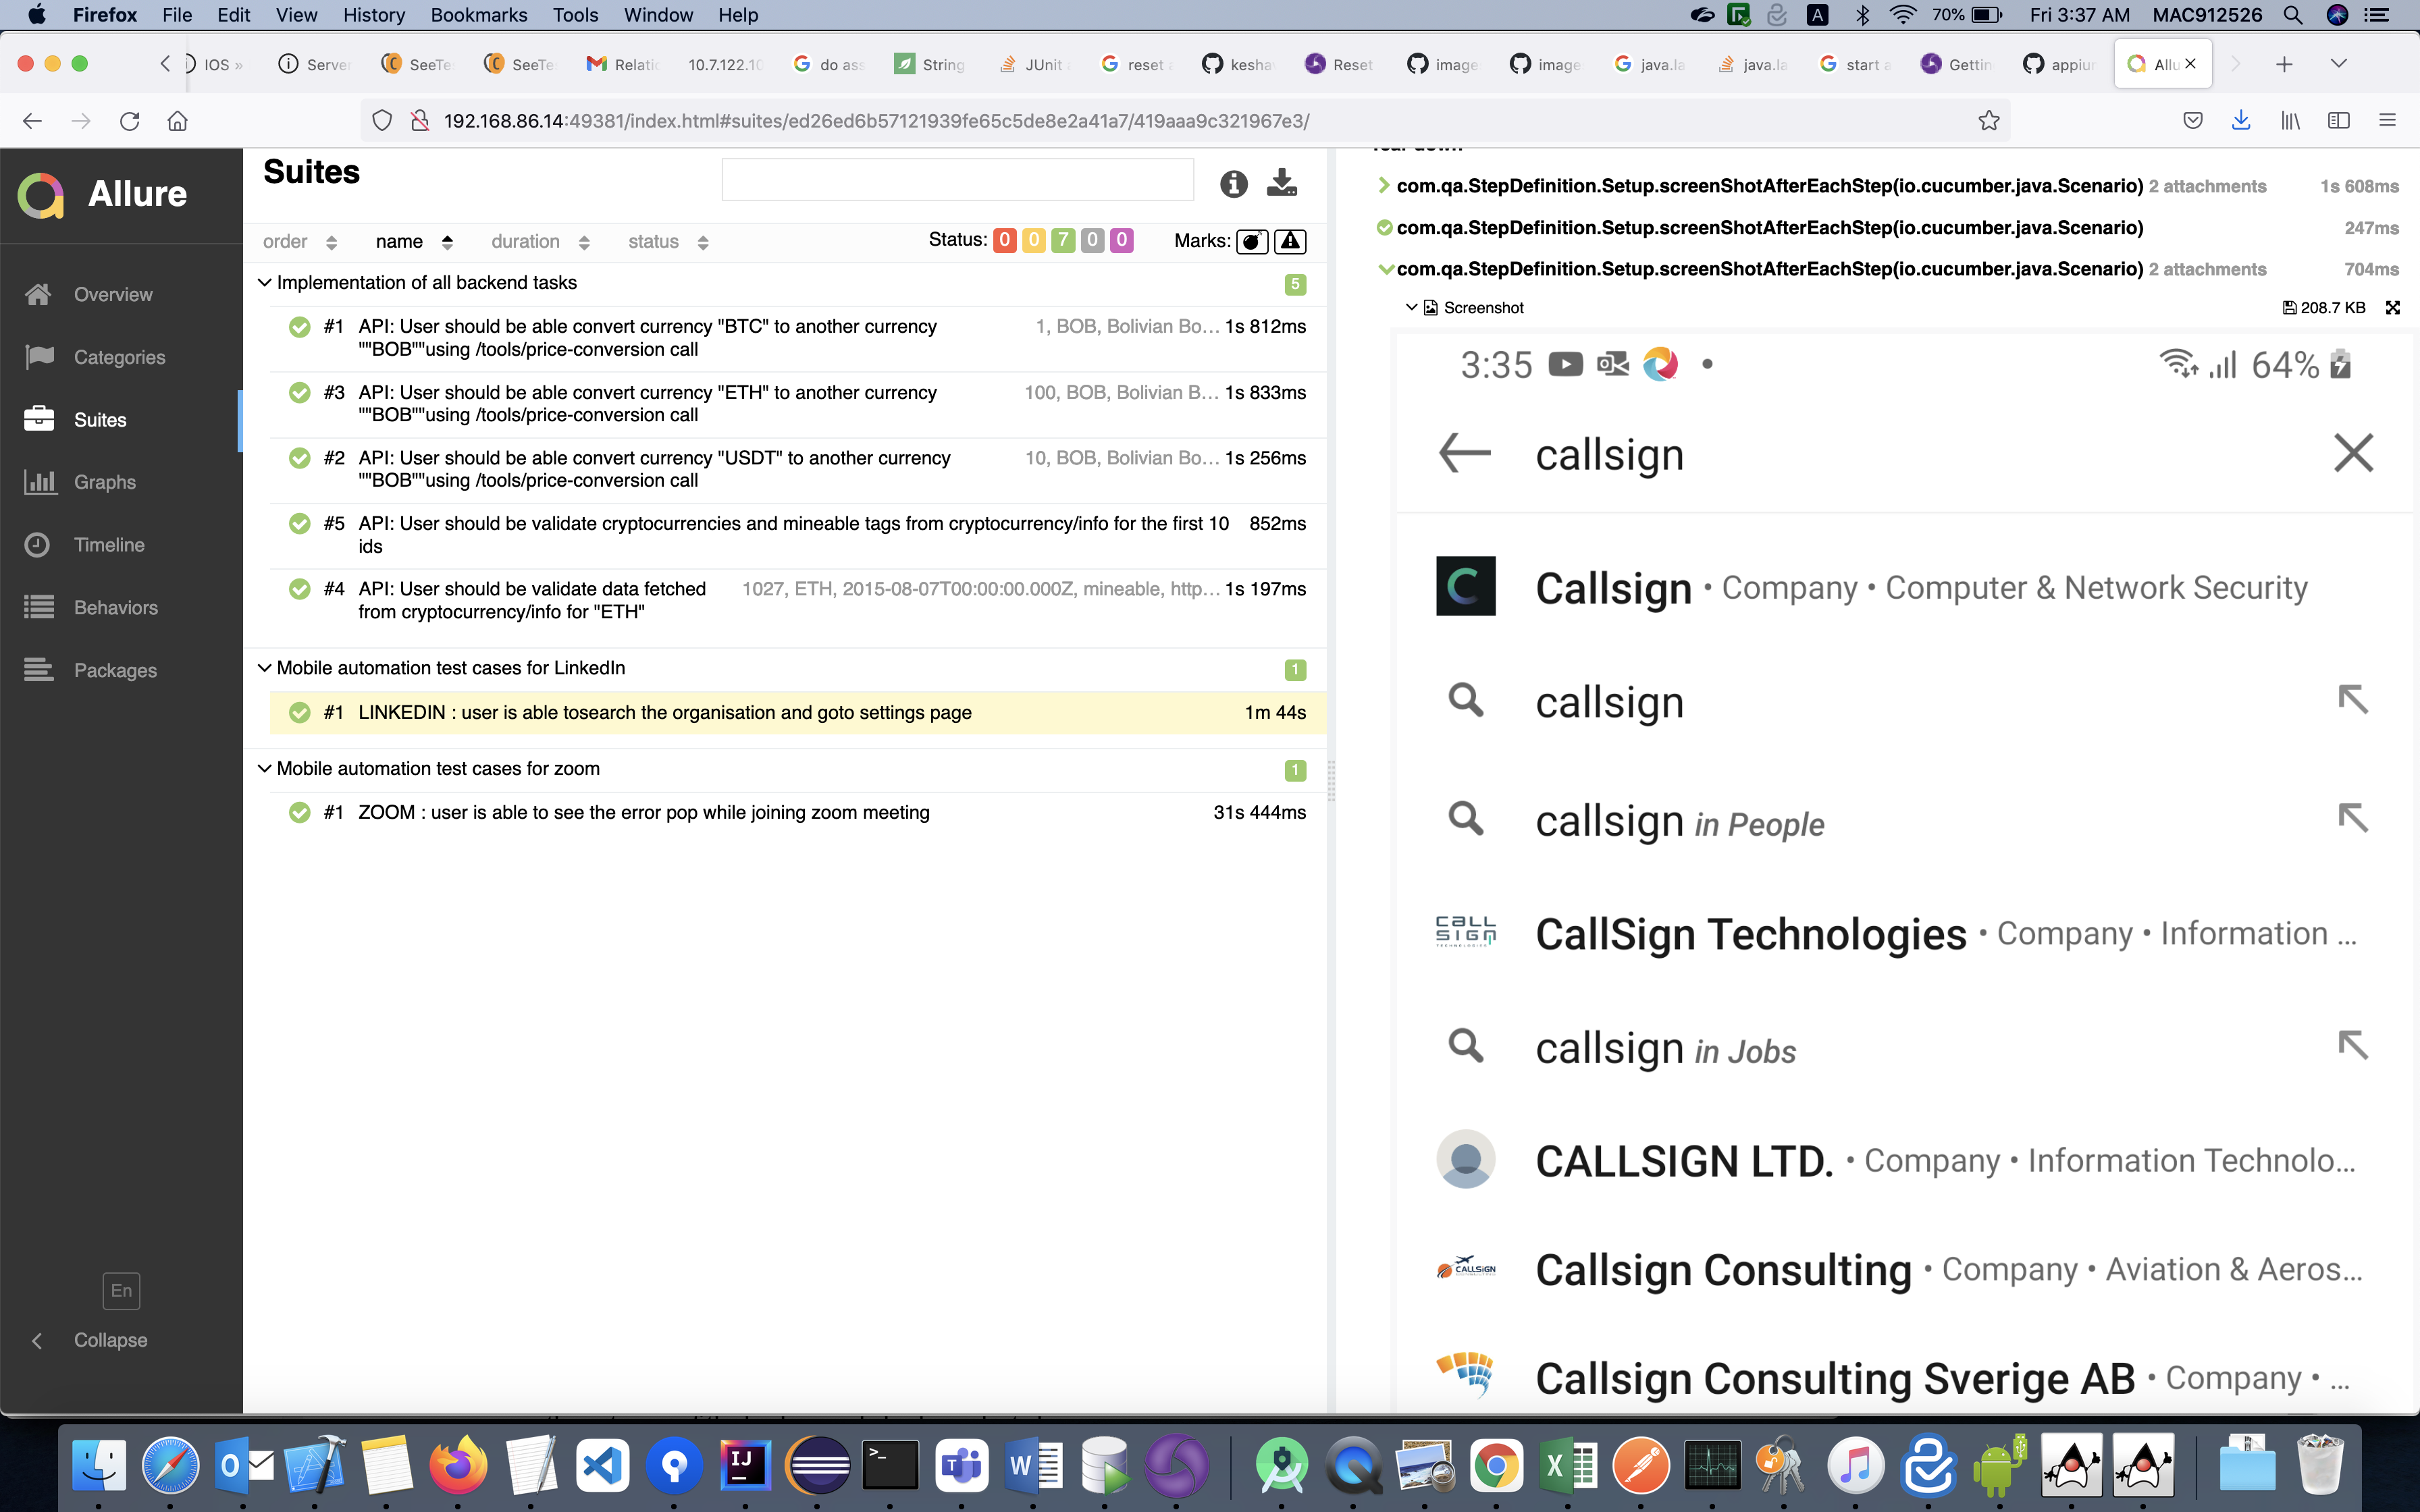 Firefox File Edit View History Bookmarks Tools Window Help
A 70% Fri 3:37 AM MAC912526
IOS » Server SeeTe SeeTe Relatio 10.7.122.10 do ass String JUnit reset kesha Reset image image java.la java.la start a Gettin appiur Allu
192.168.86.14:49381/index.html#suites/ed26ed6b57121939fe65c5de8e2a41a7/419aaa9c321967e3/
Allure
Overview
Categories
Suites
Graphs
Timeline
Behaviors
Packages
En
Collapse
Suites
order name duration status Status: 0 0 7 0 0 Marks:
Implementation of all backend tasks 5
#1 API: User should be able convert currency "BTC" to another currency 1, BOB, Bolivian Bo... 1s 812ms
""BOB""using /tools/price-conversion call
#3 API: User should be able convert currency "ETH" to another currency 100, BOB, Bolivian B... 1s 833ms
""BOB""using /tools/price-conversion call
#2 API: User should be able convert currency "USDT" to another currency 10, BOB, Bolivian Bo... 1s 256ms
""BOB""using /tools/price-conversion call
#5 API: User should be validate cryptocurrencies and mineable tags from cryptocurrency/info for the first 10 852ms
ids
#4 API: User should be validate data fetched 1027, ETH, 2015-08-07T00:00:00.000Z, mineable, http... 1s 197ms
from cryptocurrency/info for "ETH"
Mobile automation test cases for LinkedIn 1
#1 LINKEDIN : user is able tosearch the organisation and goto settings page 1m 44s
Mobile automation test cases for zoom 1
#1 ZOOM : user is able to see the error pop while joining zoom meeting 31s 444ms
com.qa.StepDefinition.Setup.screenShotAfterEachStep(io.cucumber.java.Scenario) 2 attachments 1s 608ms
com.qa.StepDefinition.Setup.screenShotAfterEachStep(io.cucumber.java.Scenario) 247ms
com.qa.StepDefinition.Setup.screenShotAfterEachStep(io.cucumber.java.Scenario) 2 attachments 704ms
Screenshot 208.7 KB
3:35 64%
callsign
Callsign • Company • Computer & Network Security
callsign
callsign in People
CALL
SIGN
CallSign Technologies • Company • Information ...
callsign in Jobs
CALLSIGN LTD. • Company • Information Technolo...
CALLSIGN
Callsign Consulting • Company • Aviation & Aeros...
Callsign Consulting Sverige AB • Company • ...